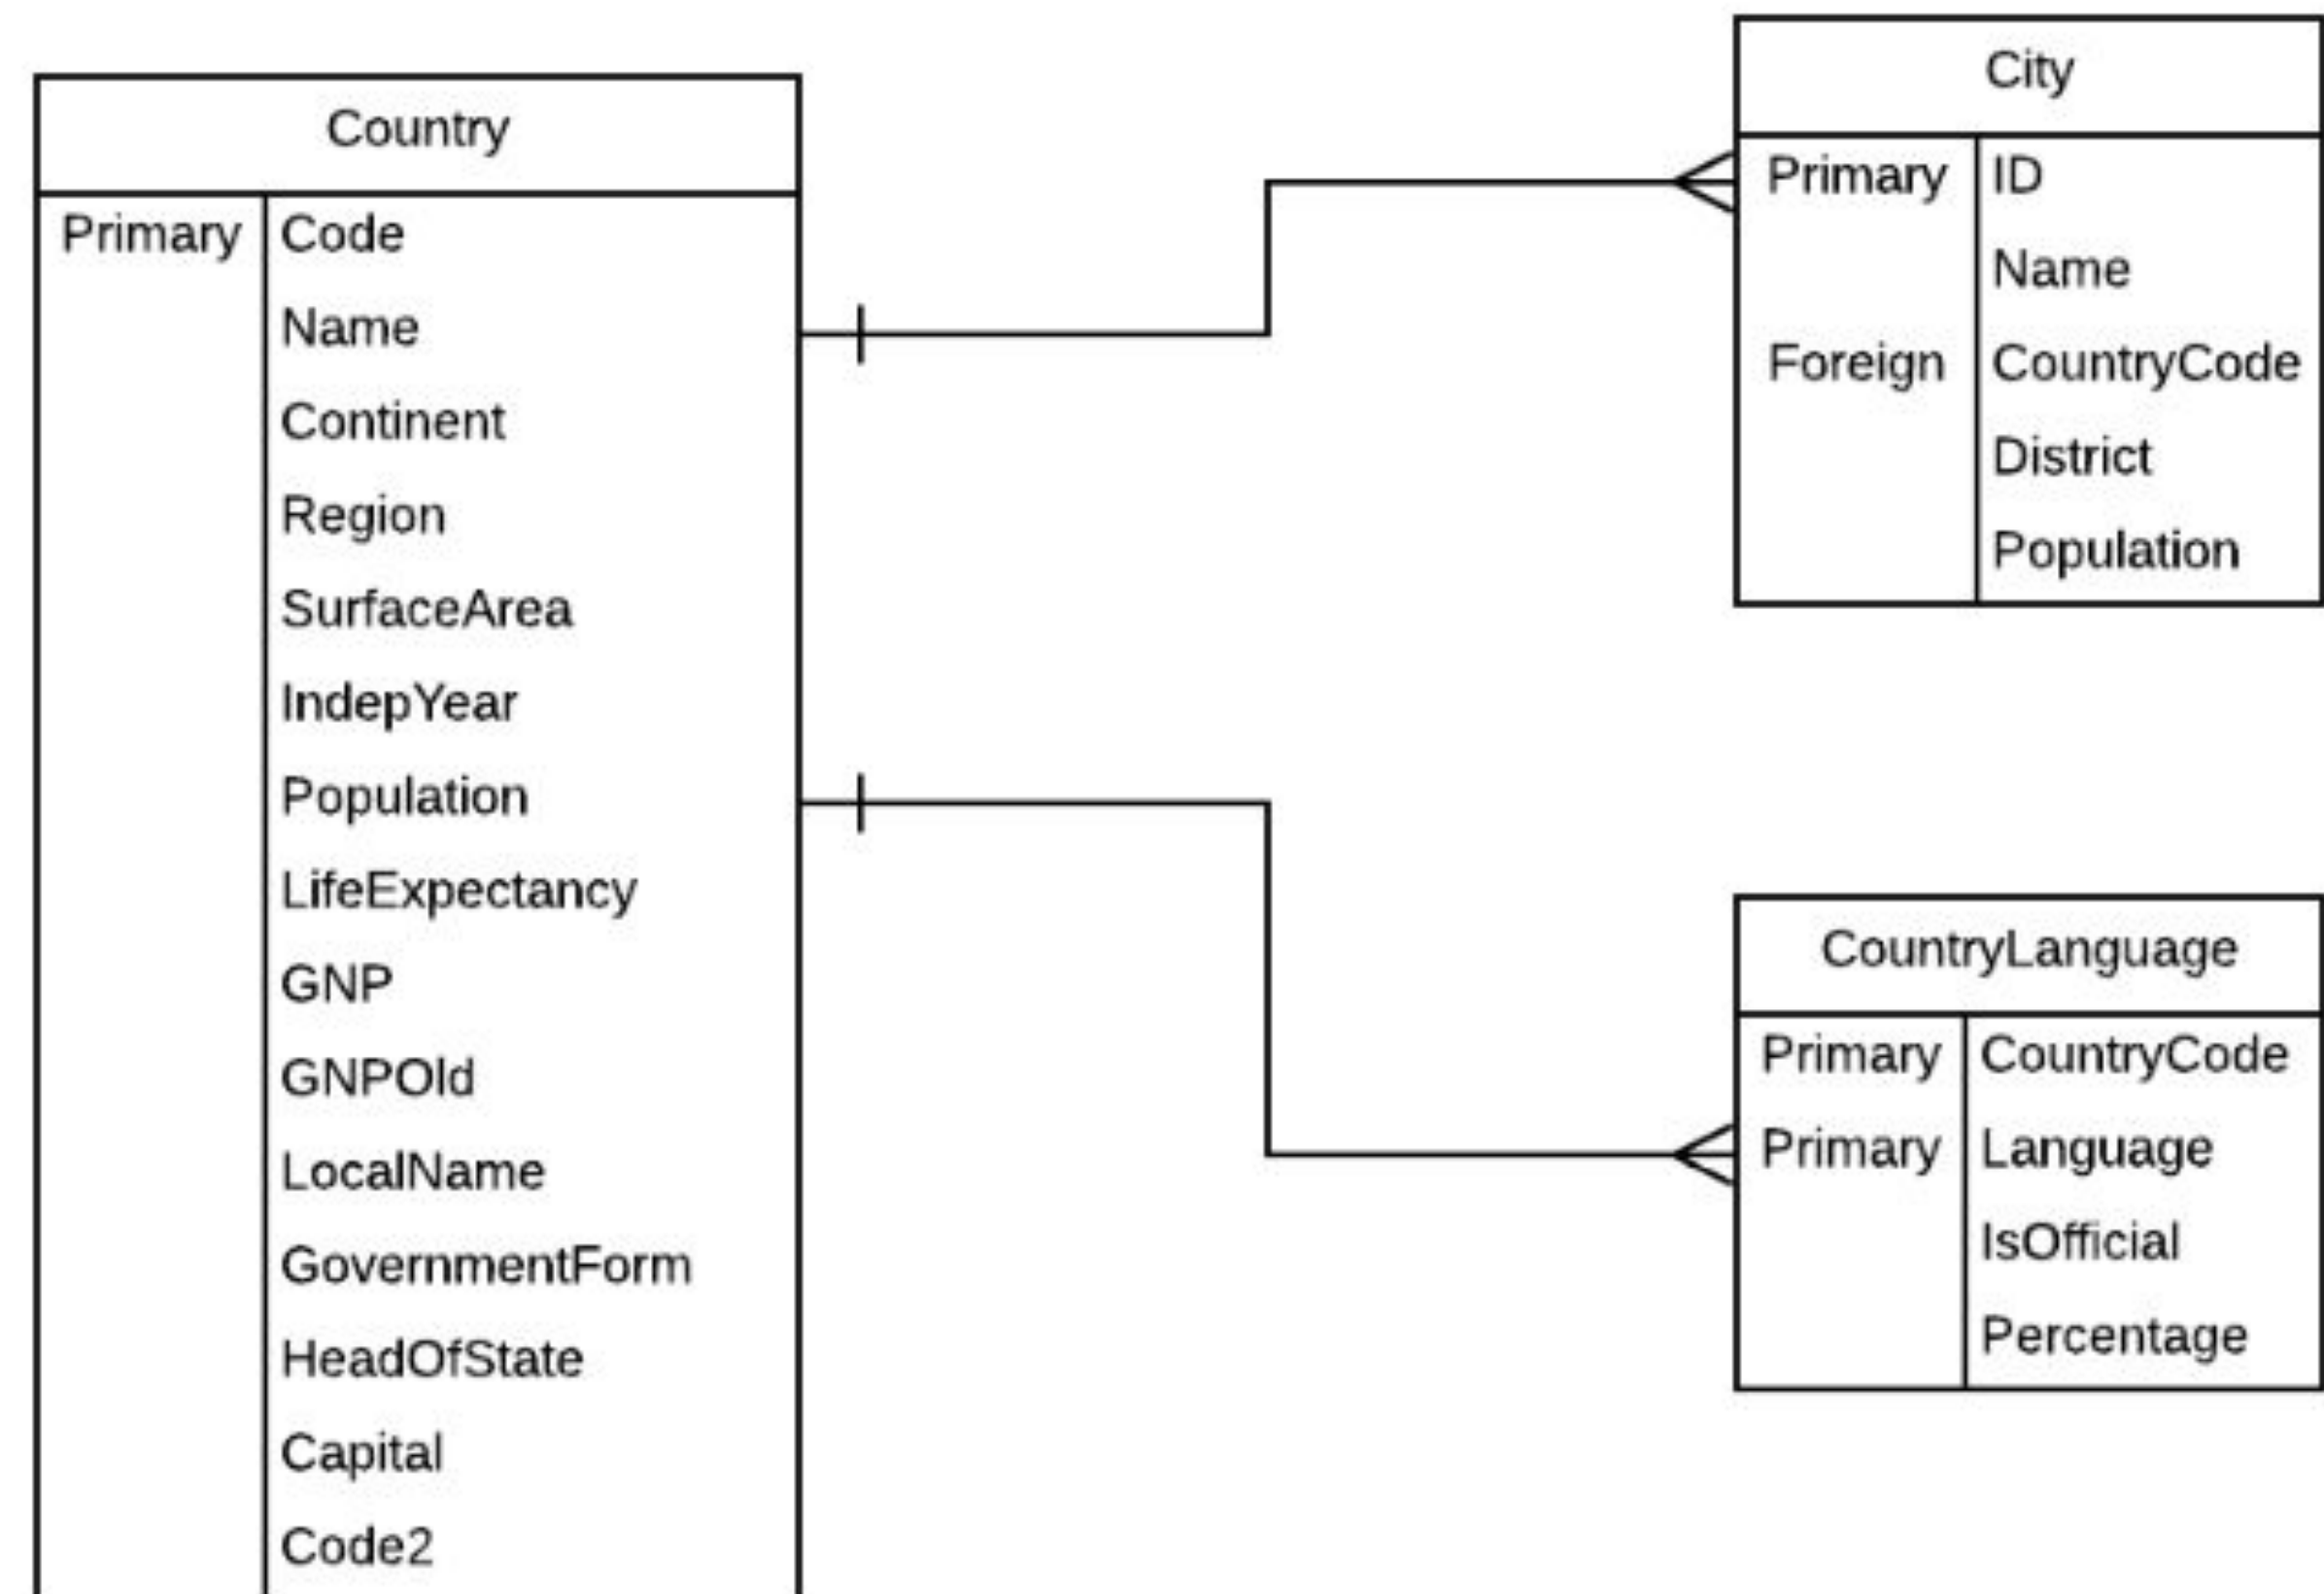 Country
Primary Code
Name
Continent
Region
SurfaceArea
IndepYear
Population
LifeExpectancy
GNP
GNPOld
LocalName
GovernmentForm
HeadOfState
Capital
Code2
City
Primary ID
Name
Foreign CountryCode
District
Population
CountryLanguage
Primary CountryCode
Primary Language
IsOfficial
Percentage